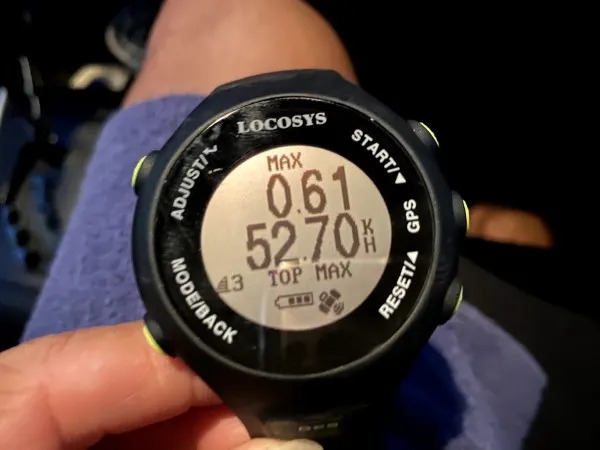 LOCOSYS
ADJUST/
START/▼
MAX
0.61
52.70 KH
3
TOP MAX
GPS
MODE/BACK
RESET/▲